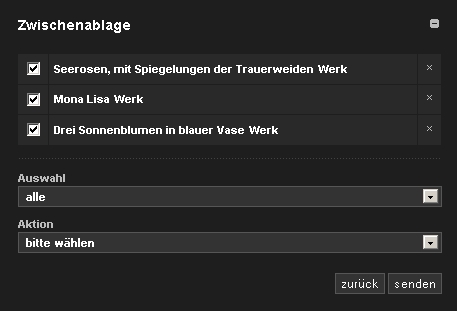 Zwischenablage
Seerosen, mit Spiegelungen der Trauerweiden Werk ×
Mona Lisa Werk ×
Drei Sonnenblumen in blauer Vase Werk ×
Auswahl
alle
Aktion
bitte wählen
zurück senden